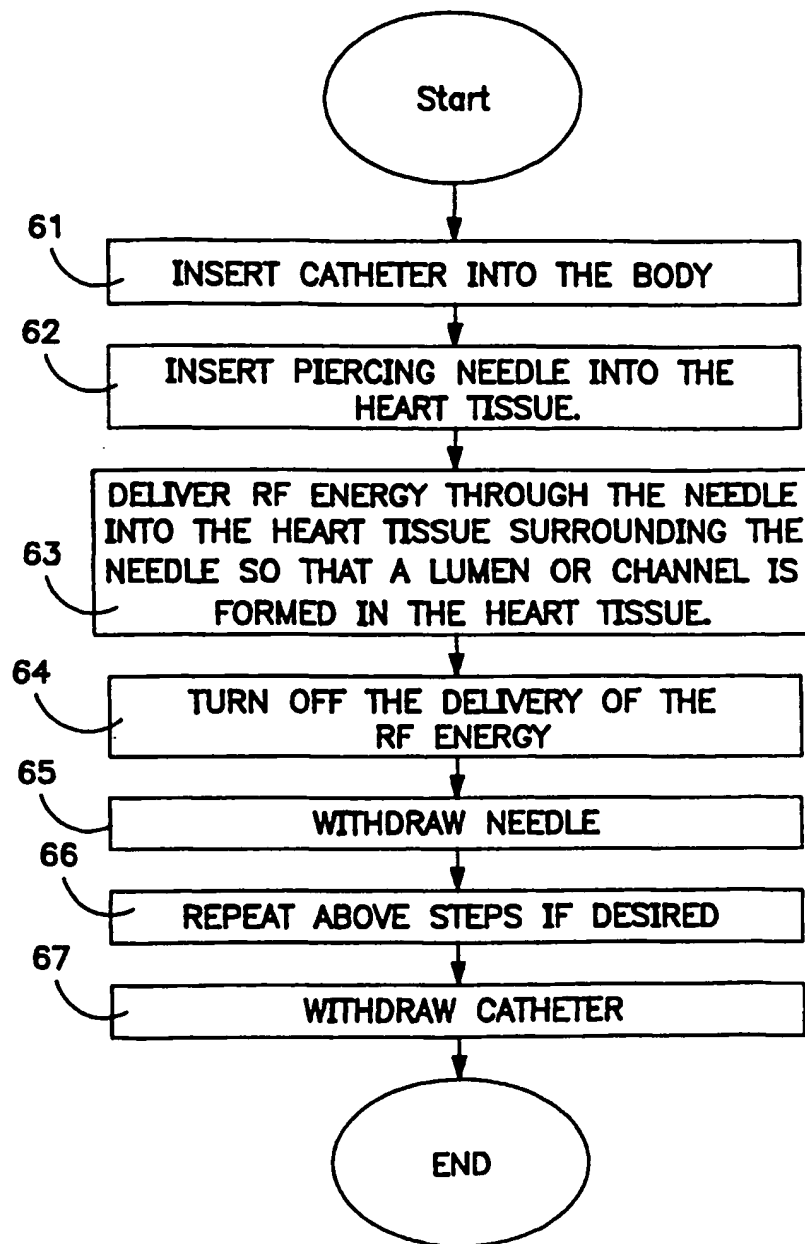 Start
61
INSERT CATHETER INTO THE BODY
62
INSERT PIERCING NEEDLE INTO THE
HEART TISSUE.
DELIVER RF ENERGY THROUGH THE NEEDLE
INTO THE HEART TISSUE SURROUNDING THE
NEEDLE SO THAT A LUMEN OR CHANNEL IS
FORMED IN THE HEART TISSUE.
63
64
TURN OFF THE DELIVERY OF THE
RF ENERGY
65
WITHDRAW NEEDLE
66
REPEAT ABOVE STEPS IF DESIRED
67
WITHDRAW CATHETER
END